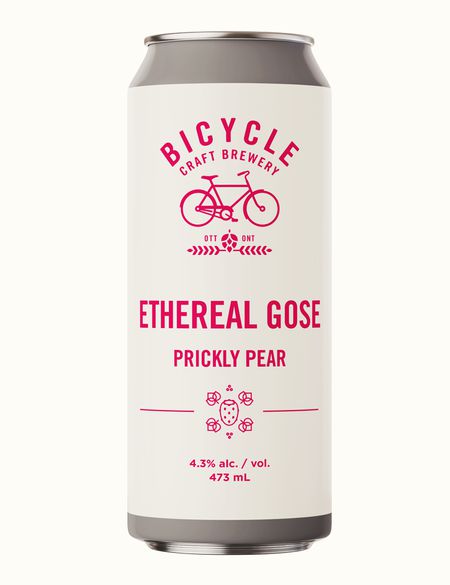 BICYCLE
CRAFT BREWERY
OTT ONT
ETHEREAL GOSE
PRICKLY PEAR
4.3% alc. / vol.
473 mL